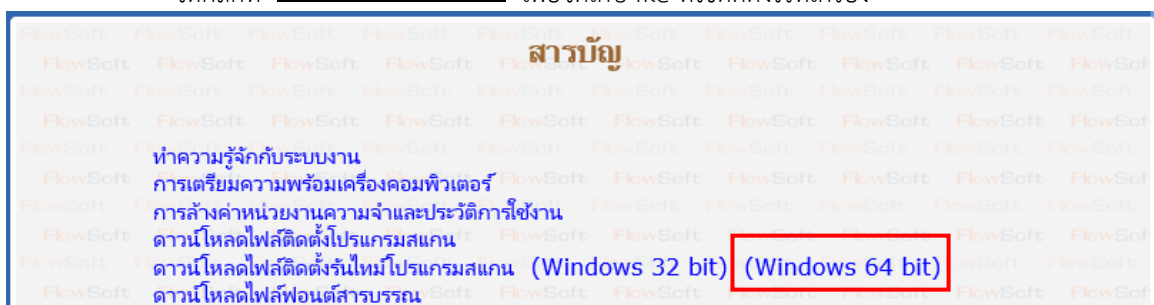 สารบัญ
ทำความรู้จักกับระบบงาน
การเตรียมความพร้อมเครื่องคอมพิวเตอร์
การล้างค่าหน่วยงานความจำและประวัติการใช้งาน
ดาวน์โหลดไฟล์ติดตั้งโปรแกรมสแกน
ดาวน์โหลดไฟล์ติดตั้งรันไหม่โปรแกรมสแกน (Windows 32 bit) (Windows 64 bit)
ดาวน์โหลดไฟล์ฟอนต์สารบรรณ
FlowSoft